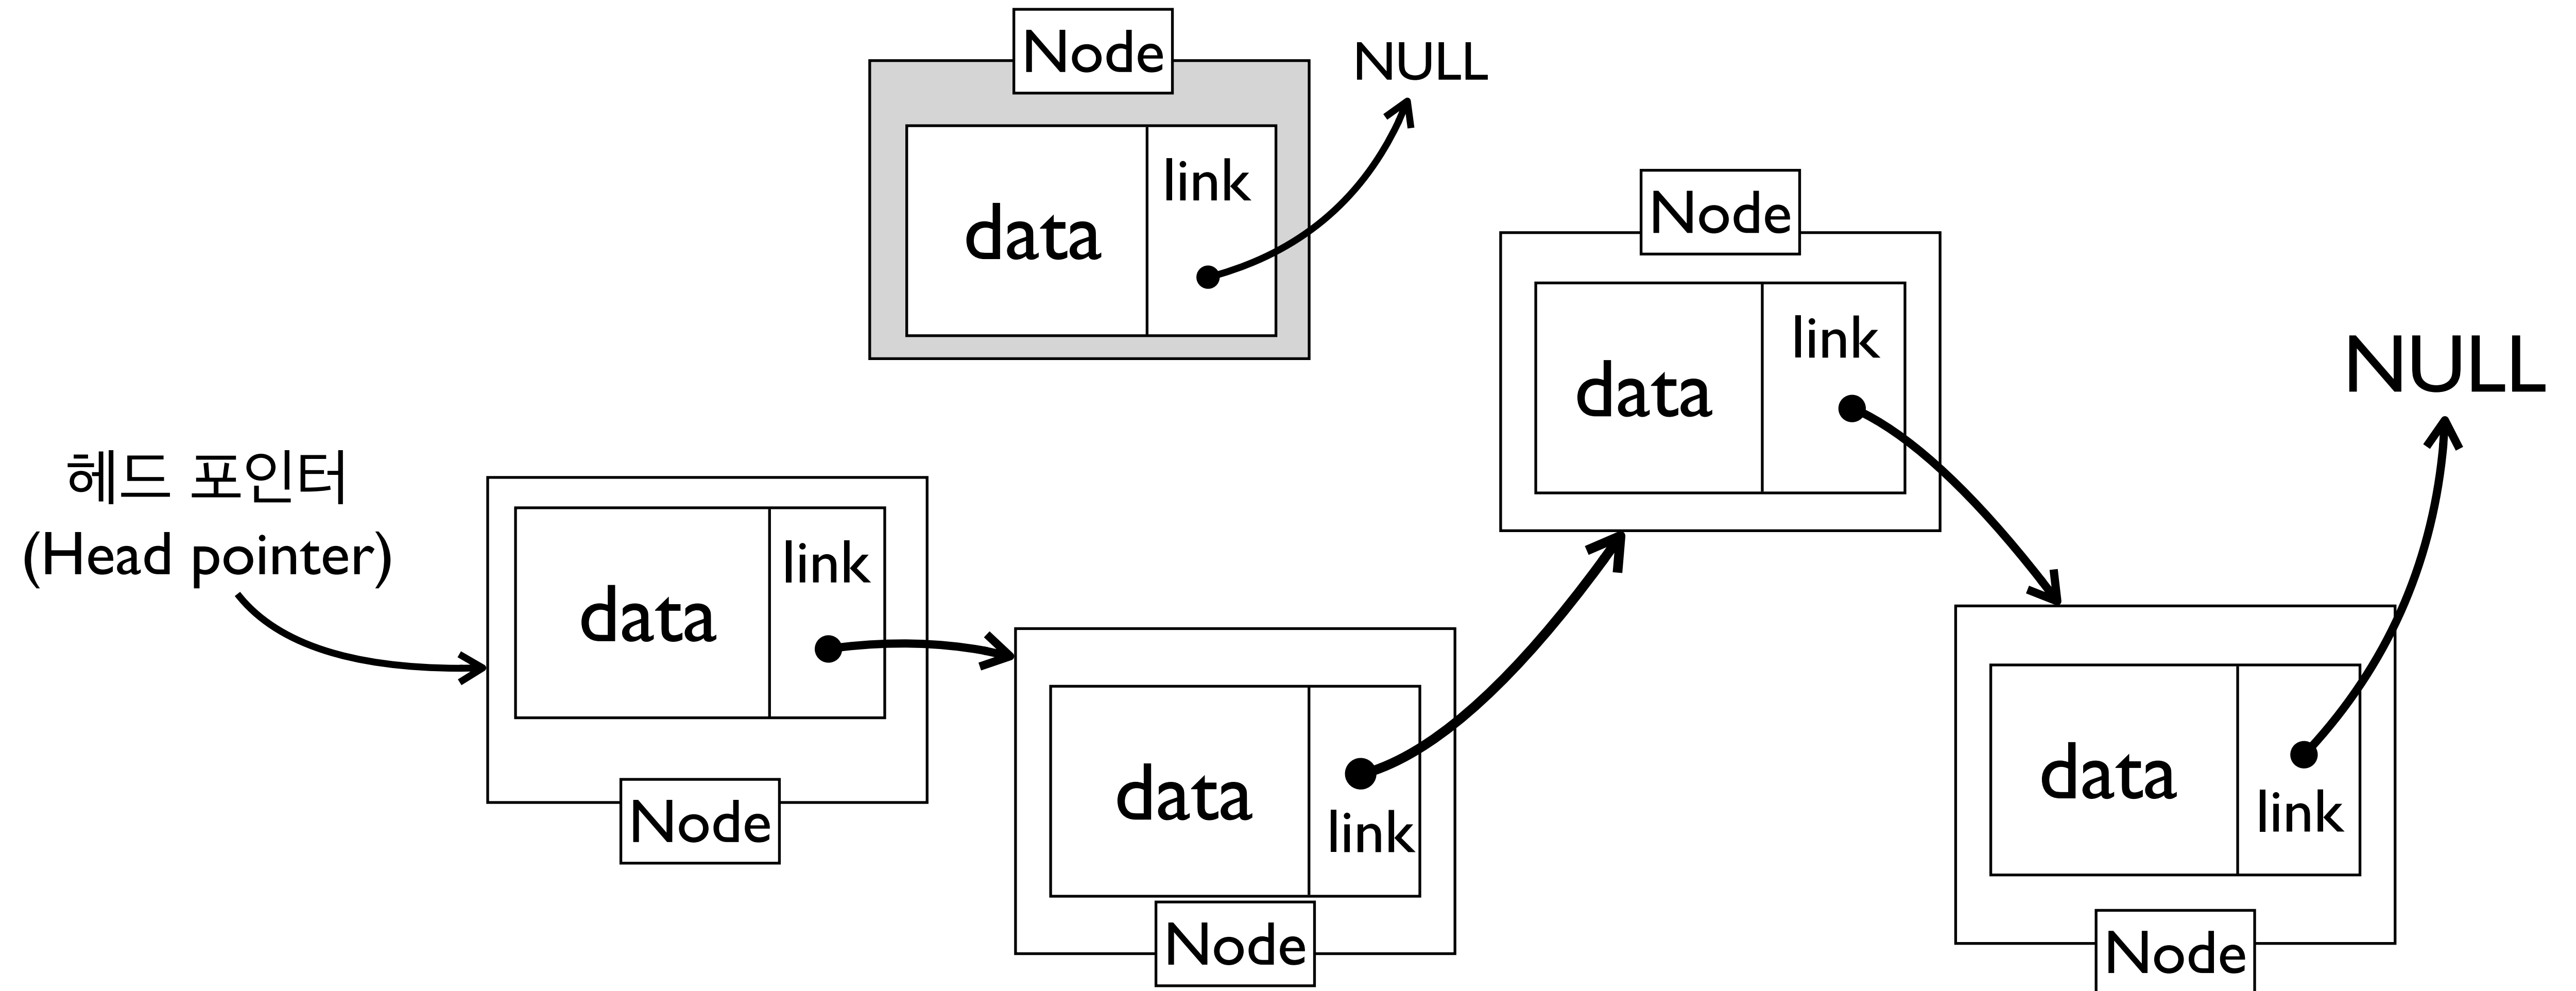 Node
NULL
link
data
Node
link
data
NULL
헤드 포인터
(Head pointer)
link
data
Node
data
link
Node
data
link
Node